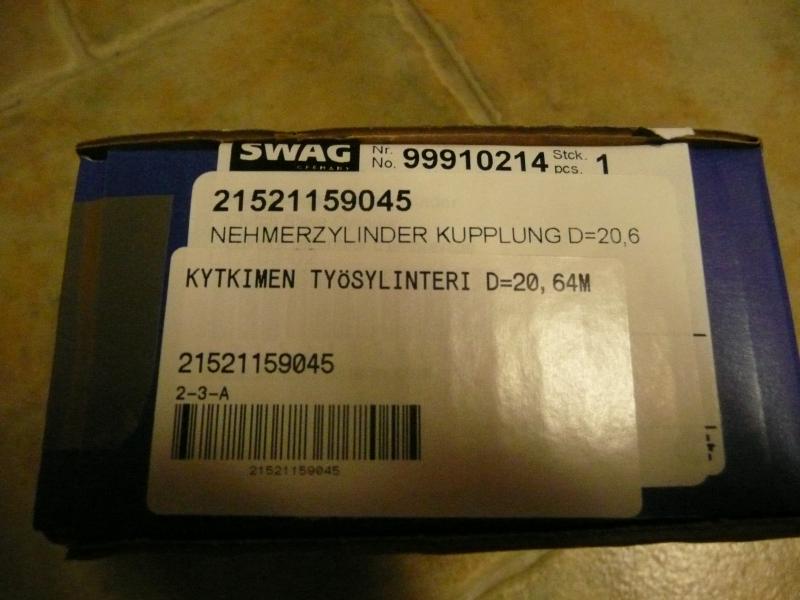 SWAG
GERMANY
Nr.
No. 99910214 Stck.
pcs. 1
21521159045
NEHMERZYLINDER KUPPLUNG D=20,6
KYTKIMEN TYöSYLINTERI D=20,64M
21521159045
2-3-A
21521159045